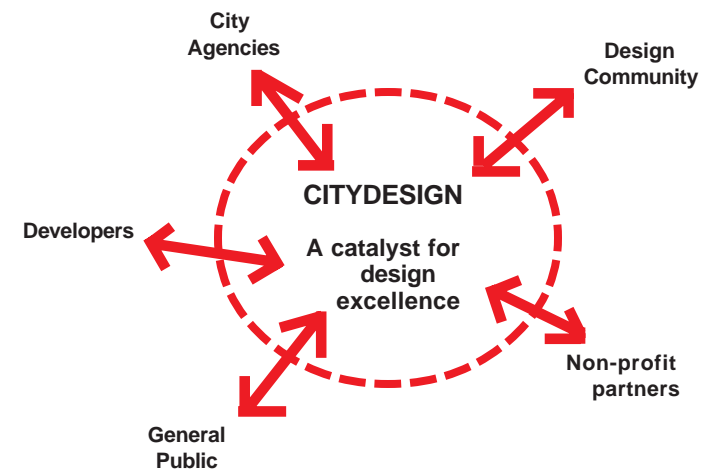 City
Agencies
Design
Community
CITYDESIGN
Developers
A catalyst for
design
excellence
Non-profit
partners
General
Public